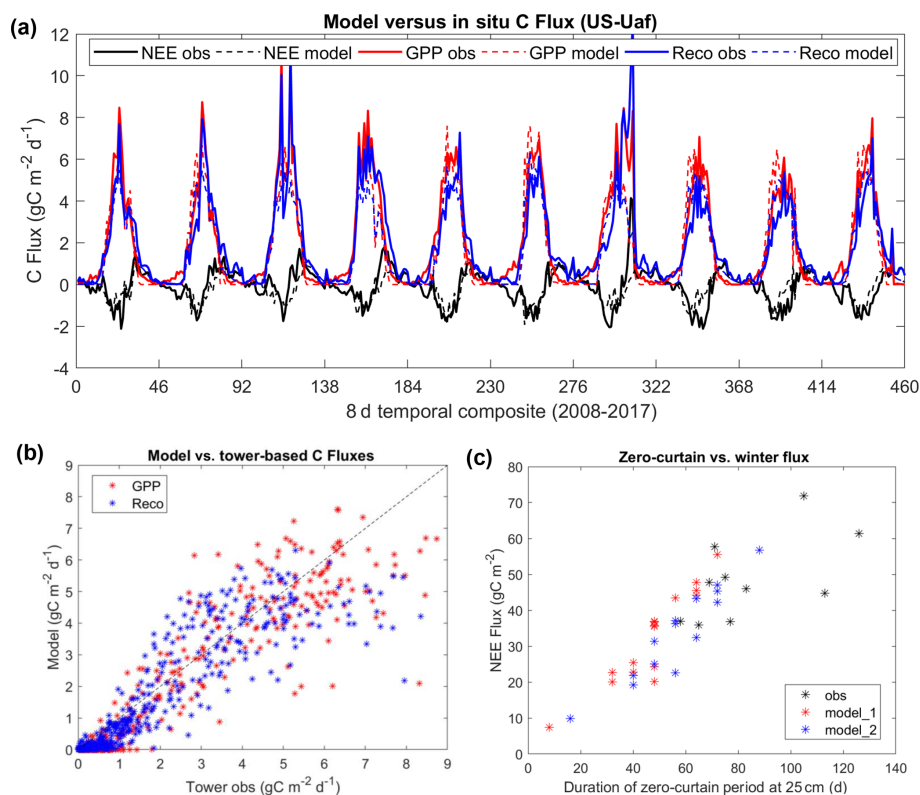 (a)
Model versus in situ C Flux (US-Uaf)
NEE obs NEE model GPP obs GPP model Reco obs Reco model
C Flux (gC m⁻² d⁻¹)
12
10
8
6
4
2
0
-2
-4
0 46 92 138 184 230 276 322 368 414 460
8 d temporal composite (2008-2017)
(b)
Model vs. tower-based C Fluxes
GPP
Reco
Model (gC m⁻² d⁻¹)
9
8
7
6
5
4
3
2
1
0
0 1 2 3 4 5 6 7 8 9
Tower obs (gC m⁻² d⁻¹)
(c)
Zero-curtain vs. winter flux
NEE Flux (gC m⁻²)
80
70
60
50
40
30
20
10
0
obs
model_1
model_2
0 20 40 60 80 100 120 140
Duration of zero-curtain period at 25 cm (d)